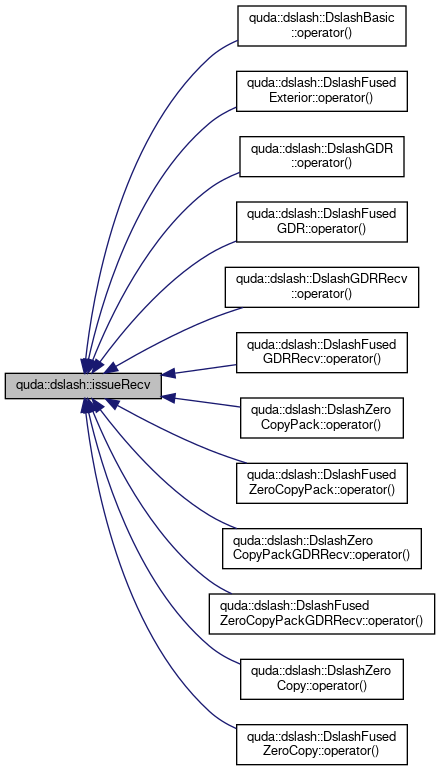 quda::dslash::DslashBasic
::operator()
quda::dslash::DslashFused
Exterior::operator()
quda::dslash::DslashGDR
::operator()
quda::dslash::DslashFused
GDR::operator()
quda::dslash::DslashGDRRecv
::operator()
quda::dslash::DslashFused
GDRRecv::operator()
quda::dslash::issueRecv
quda::dslash::DslashZero
CopyPack::operator()
quda::dslash::DslashFused
ZeroCopyPack::operator()
quda::dslash::DslashZero
CopyPackGDRRecv::operator()
quda::dslash::DslashFused
ZeroCopyPackGDRRecv::operator()
quda::dslash::DslashZero
Copy::operator()
quda::dslash::DslashFused
ZeroCopy::operator()